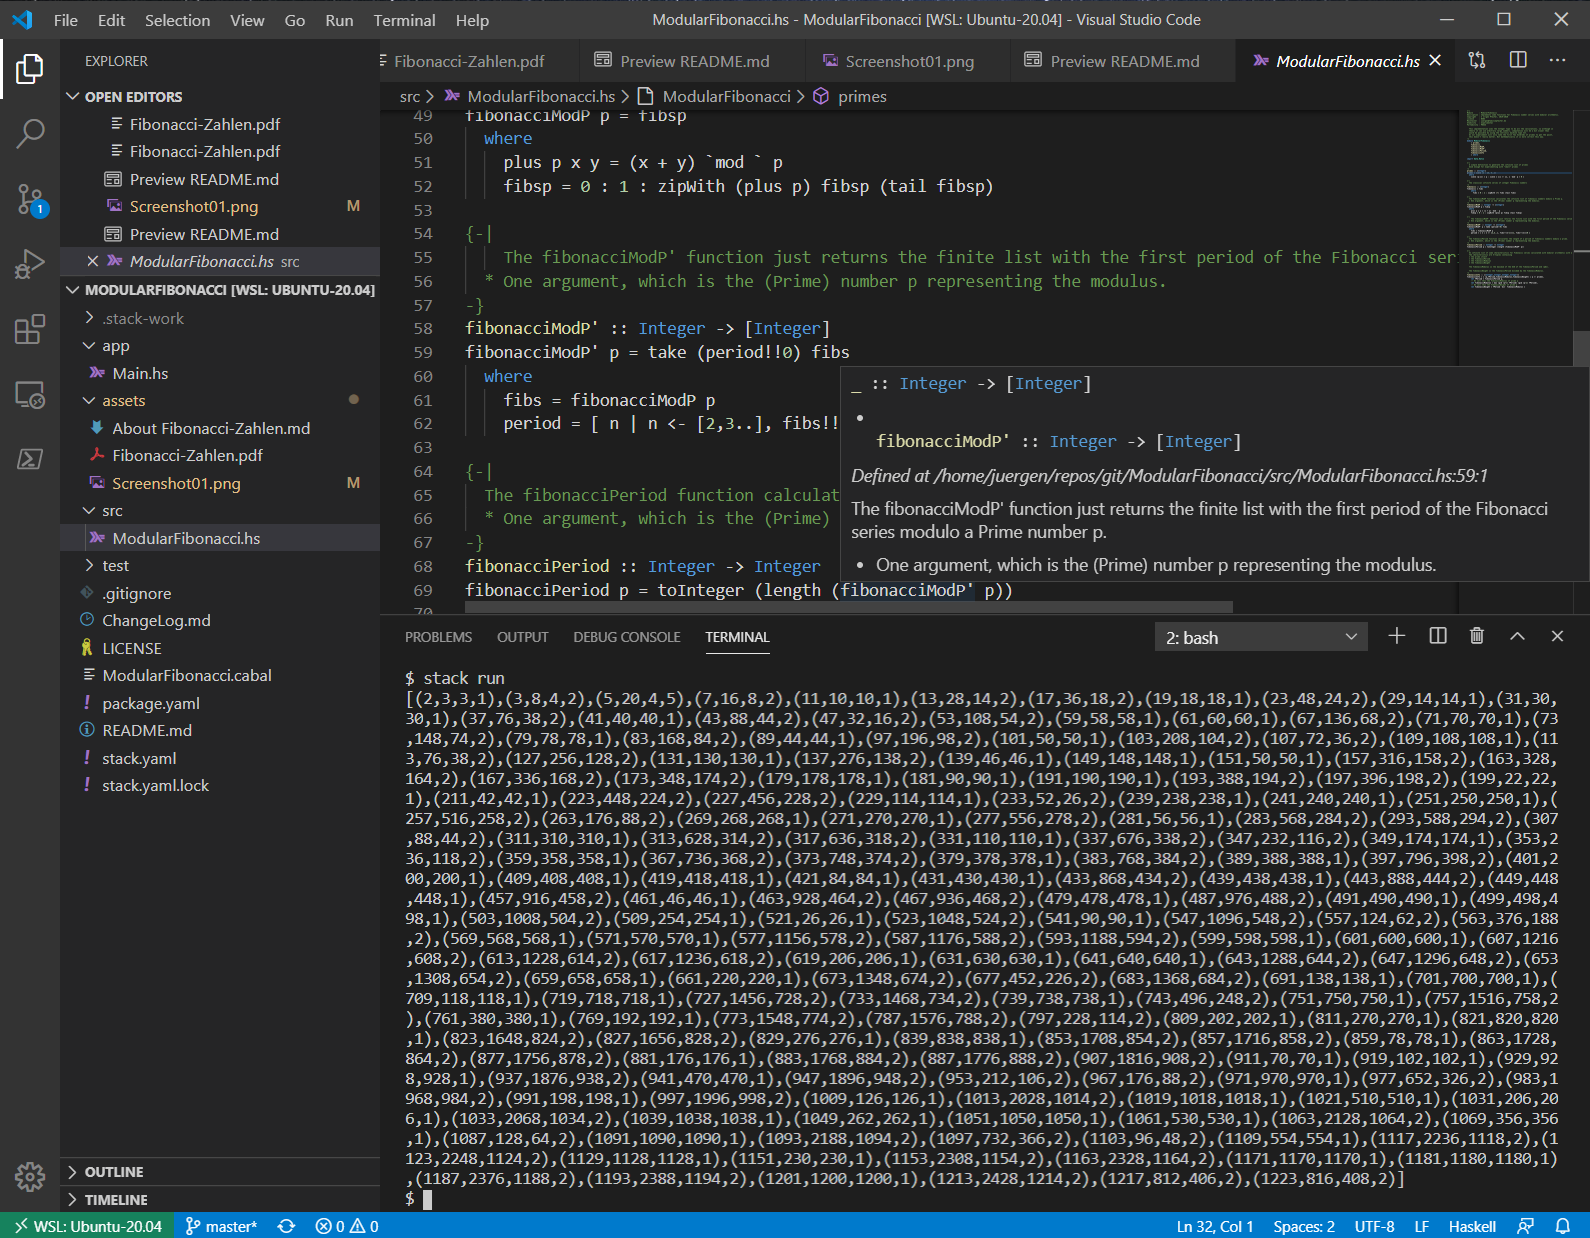 File Edit Selection View Go Run Terminal Help
ModularFibonacci.hs - ModularFibonacci [WSL: Ubuntu-20.04] - Visual Studio Code
EXPLORER
OPEN EDITORS
Fibonacci-Zahlen.pdf
Fibonacci-Zahlen.pdf
Preview README.md
Screenshot01.png M
Preview README.md
ModularFibonacci.hs src
MODULARFIBONACCI [WSL: UBUNTU-20.04]
.stack-work
app
Main.hs
assets
About Fibonacci-Zahlen.md
Fibonacci-Zahlen.pdf
Screenshot01.png M
src
ModularFibonacci.hs
test
.gitignore
ChangeLog.md
LICENSE
ModularFibonacci.cabal
package.yaml
README.md
stack.yaml
stack.yaml.lock
OUTLINE
TIMELINE
1
Fibonacci-Zahlen.pdf Preview README.md Screenshot01.png Preview README.md ModularFibonacci.hs
src > ModularFibonacci.hs > ModularFibonacci > primes
49 fibonacciModP p = fibsp
50 where
51 plus p x y = (x + y) `mod ` p
52 fibsp = 0 : 1 : zipWith (plus p) fibsp (tail fibsp)
53
54 {-|
55 The fibonacciModP' function just returns the finite list with the first period of the Fibonacci ser
56 * One argument, which is the (Prime) number p representing the modulus.
57 -}
58 fibonacciModP' :: Integer -> [Integer]
59 fibonacciModP' p = take (period!!0) fibs
60 where
61 fibs = fibonacciModP p
62 period = [ n | n <- [2,3..], fibs!!
63
64 {-|
65 The fibonacciPeriod function calculat
66 * One argument, which is the (Prime)
67 -}
68 fibonacciPeriod :: Integer -> Integer
69 fibonacciPeriod p = toInteger (length (fibonacciModP' p))
70
_ :: Integer -> [Integer]
•
fibonacciModP' :: Integer -> [Integer]
Defined at /home/juergen/repos/git/ModularFibonacci/src/ModularFibonacci.hs:59:1
The fibonacciModP' function just returns the finite list with the first period of the Fibonacci
series modulo a Prime number p.
• One argument, which is the (Prime) number p representing the modulus.
PROBLEMS OUTPUT DEBUG CONSOLE TERMINAL 2: bash
$ stack run
[(2,3,3,1),(3,8,4,2),(5,20,4,5),(7,16,8,2),(11,10,10,1),(13,28,14,2),(17,36,18,2),(19,18,18,1),(23,48,24,2),(29,14,14,1),(31,30,
30,1),(37,76,38,2),(41,40,40,1),(43,88,44,2),(47,32,16,2),(53,108,54,2),(59,58,58,1),(61,60,60,1),(67,136,68,2),(71,70,70,1),(73
,148,74,2),(79,78,78,1),(83,168,84,2),(89,44,44,1),(97,196,98,2),(101,50,50,1),(103,208,104,2),(107,72,36,2),(109,108,108,1),(11
3,76,38,2),(127,256,128,2),(131,130,130,1),(137,276,138,2),(139,46,46,1),(149,148,148,1),(151,50,50,1),(157,316,158,2),(163,328,
164,2),(167,336,168,2),(173,348,174,2),(179,178,178,1),(181,90,90,1),(191,190,190,1),(193,388,194,2),(197,396,198,2),(199,22,22,
1),(211,42,42,1),(223,448,224,2),(227,456,228,2),(229,114,114,1),(233,52,26,2),(239,238,238,1),(241,240,240,1),(251,250,250,1),(
257,516,258,2),(263,176,88,2),(269,268,268,1),(271,270,270,1),(277,556,278,2),(281,56,56,1),(283,568,284,2),(293,588,294,2),(307
,88,44,2),(311,310,310,1),(313,628,314,2),(317,636,318,2),(331,110,110,1),(337,676,338,2),(347,232,116,2),(349,174,174,1),(353,2
36,118,2),(359,358,358,1),(367,736,368,2),(373,748,374,2),(379,378,378,1),(383,768,384,2),(389,388,388,1),(397,796,398,2),(401,2
00,200,1),(409,408,408,1),(419,418,418,1),(421,84,84,1),(431,430,430,1),(433,868,434,2),(439,438,438,1),(443,888,444,2),(449,448
,448,1),(457,916,458,2),(461,46,46,1),(463,928,464,2),(467,936,468,2),(479,478,478,1),(487,976,488,2),(491,490,490,1),(499,498,4
98,1),(503,1008,504,2),(509,254,254,1),(521,26,26,1),(523,1048,524,2),(541,90,90,1),(547,1096,548,2),(557,124,62,2),(563,376,188
,2),(569,568,568,1),(571,570,570,1),(577,1156,578,2),(587,1176,588,2),(593,1188,594,2),(599,598,598,1),(601,600,600,1),(607,1216
,608,2),(613,1228,614,2),(617,1236,618,2),(619,206,206,1),(631,630,630,1),(641,640,640,1),(643,1288,644,2),(647,1296,648,2),(653
,1308,654,2),(659,658,658,1),(661,220,220,1),(673,1348,674,2),(677,452,226,2),(683,1368,684,2),(691,138,138,1),(701,700,700,1),(
709,118,118,1),(719,718,718,1),(727,1456,728,2),(733,1468,734,2),(739,738,738,1),(743,496,248,2),(751,750,750,1),(757,1516,758,2
),(761,380,380,1),(769,192,192,1),(773,1548,774,2),(787,1576,788,2),(797,228,114,2),(809,202,202,1),(811,270,270,1),(821,820,820
,1),(823,1648,824,2),(827,1656,828,2),(829,276,276,1),(839,838,838,1),(853,1708,854,2),(857,1716,858,2),(859,78,78,1),(863,1728,
864,2),(877,1756,878,2),(881,176,176,1),(883,1768,884,2),(887,1776,888,2),(907,1816,908,2),(911,70,70,1),(919,102,102,1),(929,92
8,928,1),(937,1876,938,2),(941,470,470,1),(947,1896,948,2),(953,212,106,2),(967,176,88,2),(971,970,970,1),(977,652,326,2),(983,1
968,984,2),(991,198,198,1),(997,1996,998,2),(1009,126,126,1),(1013,2028,1014,2),(1019,1018,1018,1),(1021,510,510,1),(1031,206,20
6,1),(1033,2068,1034,2),(1039,1038,1038,1),(1049,262,262,1),(1051,1050,1050,1),(1061,530,530,1),(1063,2128,1064,2),(1069,356,356
,1),(1087,128,64,2),(1091,1090,1090,1),(1093,2188,1094,2),(1097,732,366,2),(1103,96,48,2),(1109,554,554,1),(1117,2236,1118,2),(1
123,2248,1124,2),(1129,1128,1128,1),(1151,230,230,1),(1153,2308,1154,2),(1163,2328,1164,2),(1171,1170,1170,1),(1181,1180,1180,1)
,(1187,2376,1188,2),(1193,2388,1194,2),(1201,1200,1200,1),(1213,2428,1214,2),(1217,812,406,2),(1223,816,408,2)]
$
WSL: Ubuntu-20.04 master* 0 0 Ln 32, Col 1 Spaces: 2 UTF-8 LF Haskell